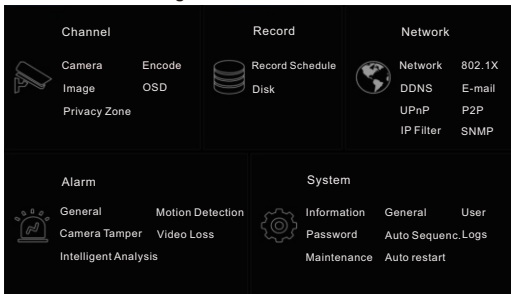 Channel
Camera Encode
Image OSD
Privacy Zone
Record
Record Schedule
Disk
Network
Network 802.1X
DDNS E-mail
UPnP P2P
IP Filter SNMP
Alarm
General Motion Detection
Camera Tamper Video Loss
Intelligent Analysis
System
Information General User
Password Auto Sequenc. Logs
Maintenance Auto restart